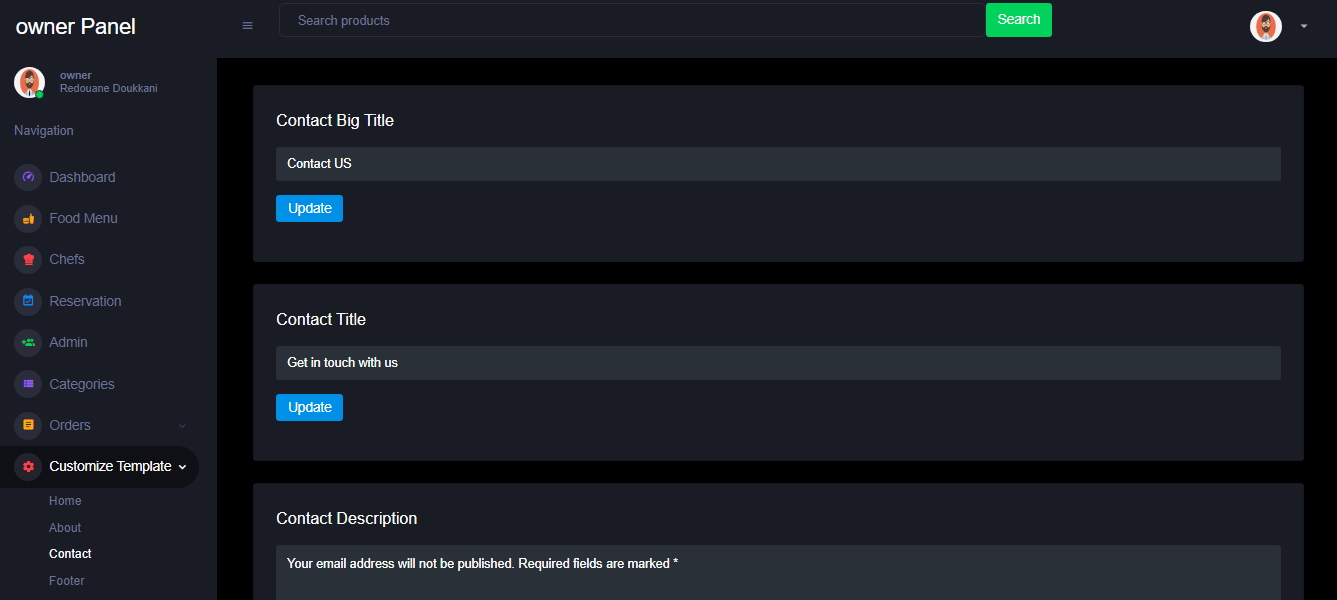 owner Panel
Search products
Search
owner
Redouane Doukkani
Navigation
Dashboard
Food Menu
Chefs
Reservation
Admin
Categories
Orders
Customize Template
Home
About
Contact
Footer
Contact Big Title
Contact US
Update
Contact Title
Get in touch with us
Update
Contact Description
Your email address will not be published. Required fields are marked *